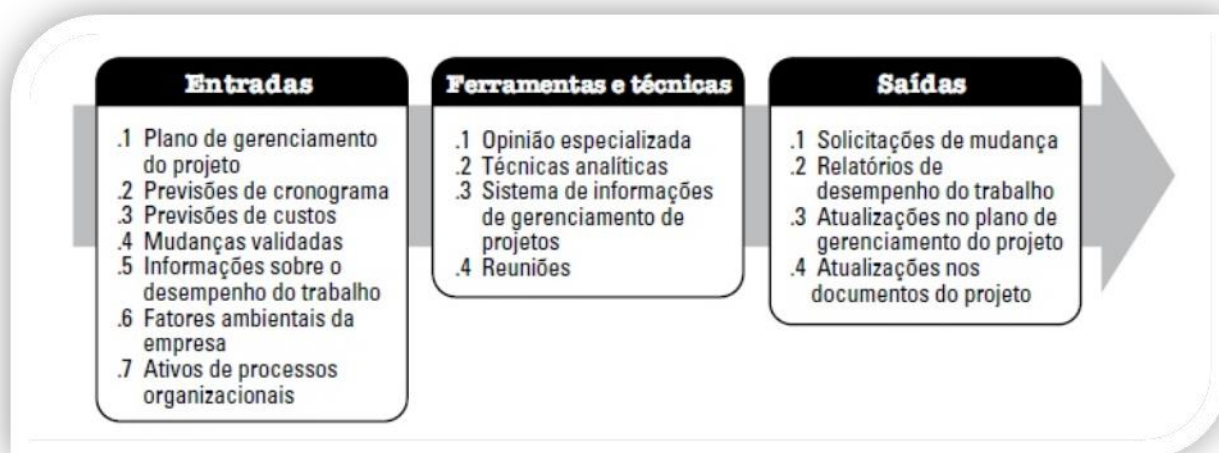 Entradas
.1 Plano de gerenciamento
do projeto
.2 Previsões de cronograma
.3 Previsões de custos
.4 Mudanças validadas
.5 Informações sobre o
desempenho do trabalho
.6 Fatores ambientais da
empresa
.7 Ativos de processos
organizacionais
Ferramentas e técnicas
.1 Opinião especializada
.2 Técnicas analíticas
.3 Sistema de informações
de gerenciamento de
projetos
.4 Reuniões
Saídas
.1 Solicitações de mudança
.2 Relatórios de
desempenho do trabalho
.3 Atualizações no plano de
gerenciamento do projeto
.4 Atualizações nos
documentos do projeto